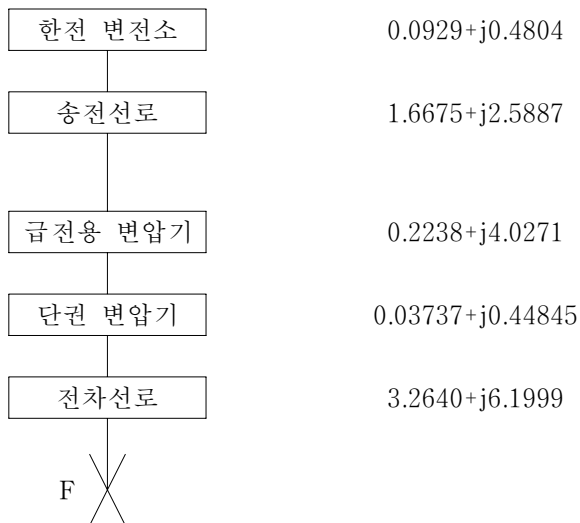 한전 변전소 0.0929+j0.4804
송전선로 1.6675+j2.5887
급전용 변압기 0.2238+j4.0271
단권 변압기 0.03737+j0.44845
전차선로 3.2640+j6.1999
F